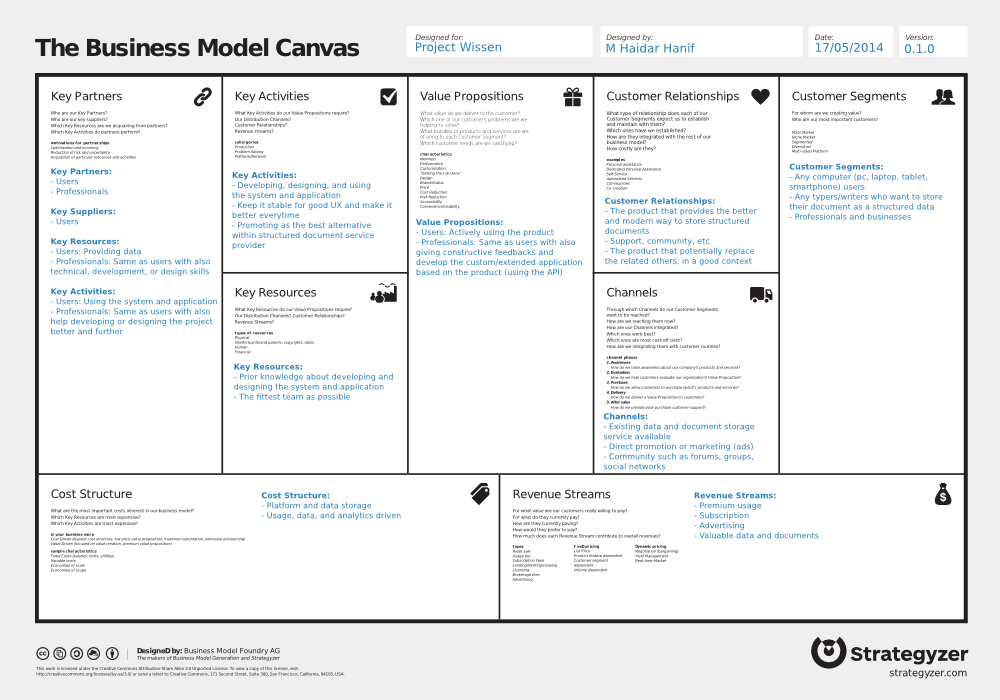 The Business Model Canvas
Designed for:
Project Wissen
Designed by:
M Haidar Hanif
Date:
17/05/2014
Version:
0.1.0
Key Partners
Who are our Key Partners?
Who are our key suppliers?
Which Key Resources are we acquiring from partners?
Which Key Activities do partners perform?
motivations for partnerships
Optimization and economy
Reduction of risk and uncertainty
Acquisition of particular resources and activities
Key Partners:
- Users
- Professionals
Key Suppliers:
- Users
Key Resources:
- Users: Providing data
- Professionals: Same as users with also
technical, development, or design skills
Key Activities:
- Users: Using the system and application
- Professionals: Same as users with also
help developing or designing the project
better and further
Key Activities
What Key Activities do our Value Propositions require?
Our Distribution Channels?
Customer Relationships?
Revenue streams?
categories
Production
Problem Solving
Platform/Network
Key Activities:
- Developing, designing, and using
the system and application
- Keep it stable for good UX and make it
better everytime
- Promoting as the best alternative
within structured document service
provider
Key Resources
What Key Resources do our Value Propositions require?
Our Distribution Channels? Customer Relationships?
Revenue Streams?
types of resources
Physical
Intellectual (brand patents, copyrights, data)
Human
Financial
Key Resources:
- Prior knowledge about developing and
designing the system and application
- The fittest team as possible
Value Propositions
What value do we deliver to the customer?
Which one of our customer's problems are we
helping to solve?
What bundles of products and services are we
offering to each Customer Segment?
Which customer needs are we satisfying?
characteristics
Newness
Performance
Customization
"Getting the Job Done"
Design
Brand/Status
Price
Cost Reduction
Risk Reduction
Accessibility
Convenience/Usability
Value Propositions:
- Users: Actively using the product
- Professionals: Same as users with also
giving constructive feedbacks and
develop the custom/extended application
based on the product (using the API)
Customer Relationships
What type of relationship does each of our
Customer Segments expect us to establish
and maintain with them?
Which ones have we established?
How are they integrated with the rest of our
business model?
How costly are they?
examples
Personal assistance
Dedicated Personal Assistance
Self-Service
Automated Services
Communities
Co-creation
Customer Relationships:
- The product that provides the better
and modern way to store structured
documents
- Support, community, etc
- The product that potentially replace
the related others, in a good context
Channels
Through which Channels do our Customer Segments
want to be reached?
How are we reaching them now?
How are our Channels integrated?
Which ones work best?
Which ones are most cost-efficient?
How are we integrating them with customer routines?
channel phases
1. Awareness
How do we raise awareness about our company's products and services?
2. Evaluation
How do we help customers evaluate our organization's Value Proposition?
3. Purchase
How do we allow customers to purchase specific products and services?
4. Delivery
How do we deliver a Value Proposition to customers?
5. After sales
How do we provide post-purchase customer support?
Channels:
- Existing data and document storage
service available
- Direct promotion or marketing (ads)
- Community such as forums, groups,
social networks
Customer Segments
For whom are we creating value?
Who are our most important customers?
Mass Market
Niche Market
Segmented
Diversified
Multi-sided Platform
Customer Segments:
- Any computer (pc, laptop, tablet,
smartphone) users
- Any typers/writers who want to store
their document as a structured data
- Professionals and businesses
Cost Structure
What are the most important costs inherent in our business model?
Which Key Resources are most expensive?
Which Key Activities are most expensive?
is your business more
Cost Driven (leanest cost structure, low price value proposition, maximum automation, extensive outsourcing)
Value Driven (focused on value creation, premium value proposition)
sample characteristics
Fixed Costs (salaries, rents, utilities)
Variable costs
Economies of scale
Economies of scope
Cost Structure:
- Platform and data storage
- Usage, data, and analytics driven
Revenue Streams
For what value are our customers really willing to pay?
For what do they currently pay?
How are they currently paying?
How would they prefer to pay?
How much does each Revenue Stream contribute to overall revenues?
types
Asset sale
Usage fee
Subscription Fees
Lending/Renting/Leasing
Licensing
Brokerage fees
Advertising
fixed pricing
List Price
Product feature dependent
Customer segment
dependent
Volume dependent
Dynamic pricing
Negotiation (bargaining)
Yield Management
Real-time-Market
Revenue Streams:
- Premium usage
- Subscription
- Advertising
- Valuable data and documents
DesigneD by: Business Model Foundry AG
The makers of Business Model Generation and Strategyzer
This work is licensed under the Creative Commons Attribution-Share Alike 3.0 Unported License. To view a copy of this license, visit:
http://creativecommons.org/licenses/by-sa/3.0/ or send a letter to Creative Commons, 171 Second Street, Suite 300, San Francisco, California, 94105, USA.
Strategyzer
strategyzer.com